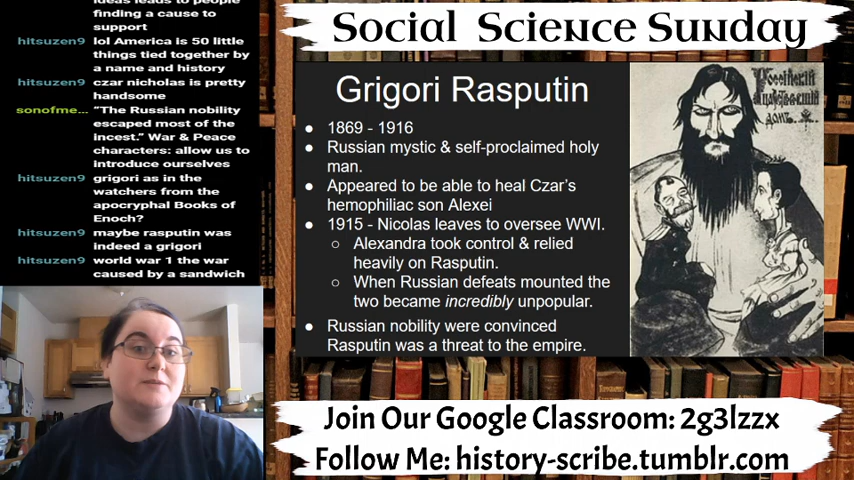 ideas leads to people
finding a cause to
support
hitsuzen9 lol America is 50 little
things tied together by
a name and history
hitsuzen9 czar nicholas is pretty
handsome
sonofme... "The Russian nobility
escaped most of the
incest." War & Peace
characters: allow us to
introduce ourselves
hitsuzen9 grigori as in the
watchers from the
apocryphal Books of
Enoch?
hitsuzen9 maybe rasputin was
indeed a grigori
hitsuzen9 world war 1 the war
caused by a sandwich
Social Science Sunday
Grigori Rasputin
● 1869 - 1916
● Russian mystic & self-proclaimed holy
man.
● Appeared to be able to heal Czar's
hemophiliac son Alexei
● 1915 - Nicolas leaves to oversee WWI.
○ Alexandra took control & relied
heavily on Rasputin.
○ When Russian defeats mounted the
two became incredibly unpopular.
● Russian nobility were convinced
Rasputin was a threat to the empire.
Россійскій
царствовавшій
домъ.
Join Our Google Classroom: 2g3lzzx
Follow Me: history-scribe.tumblr.com